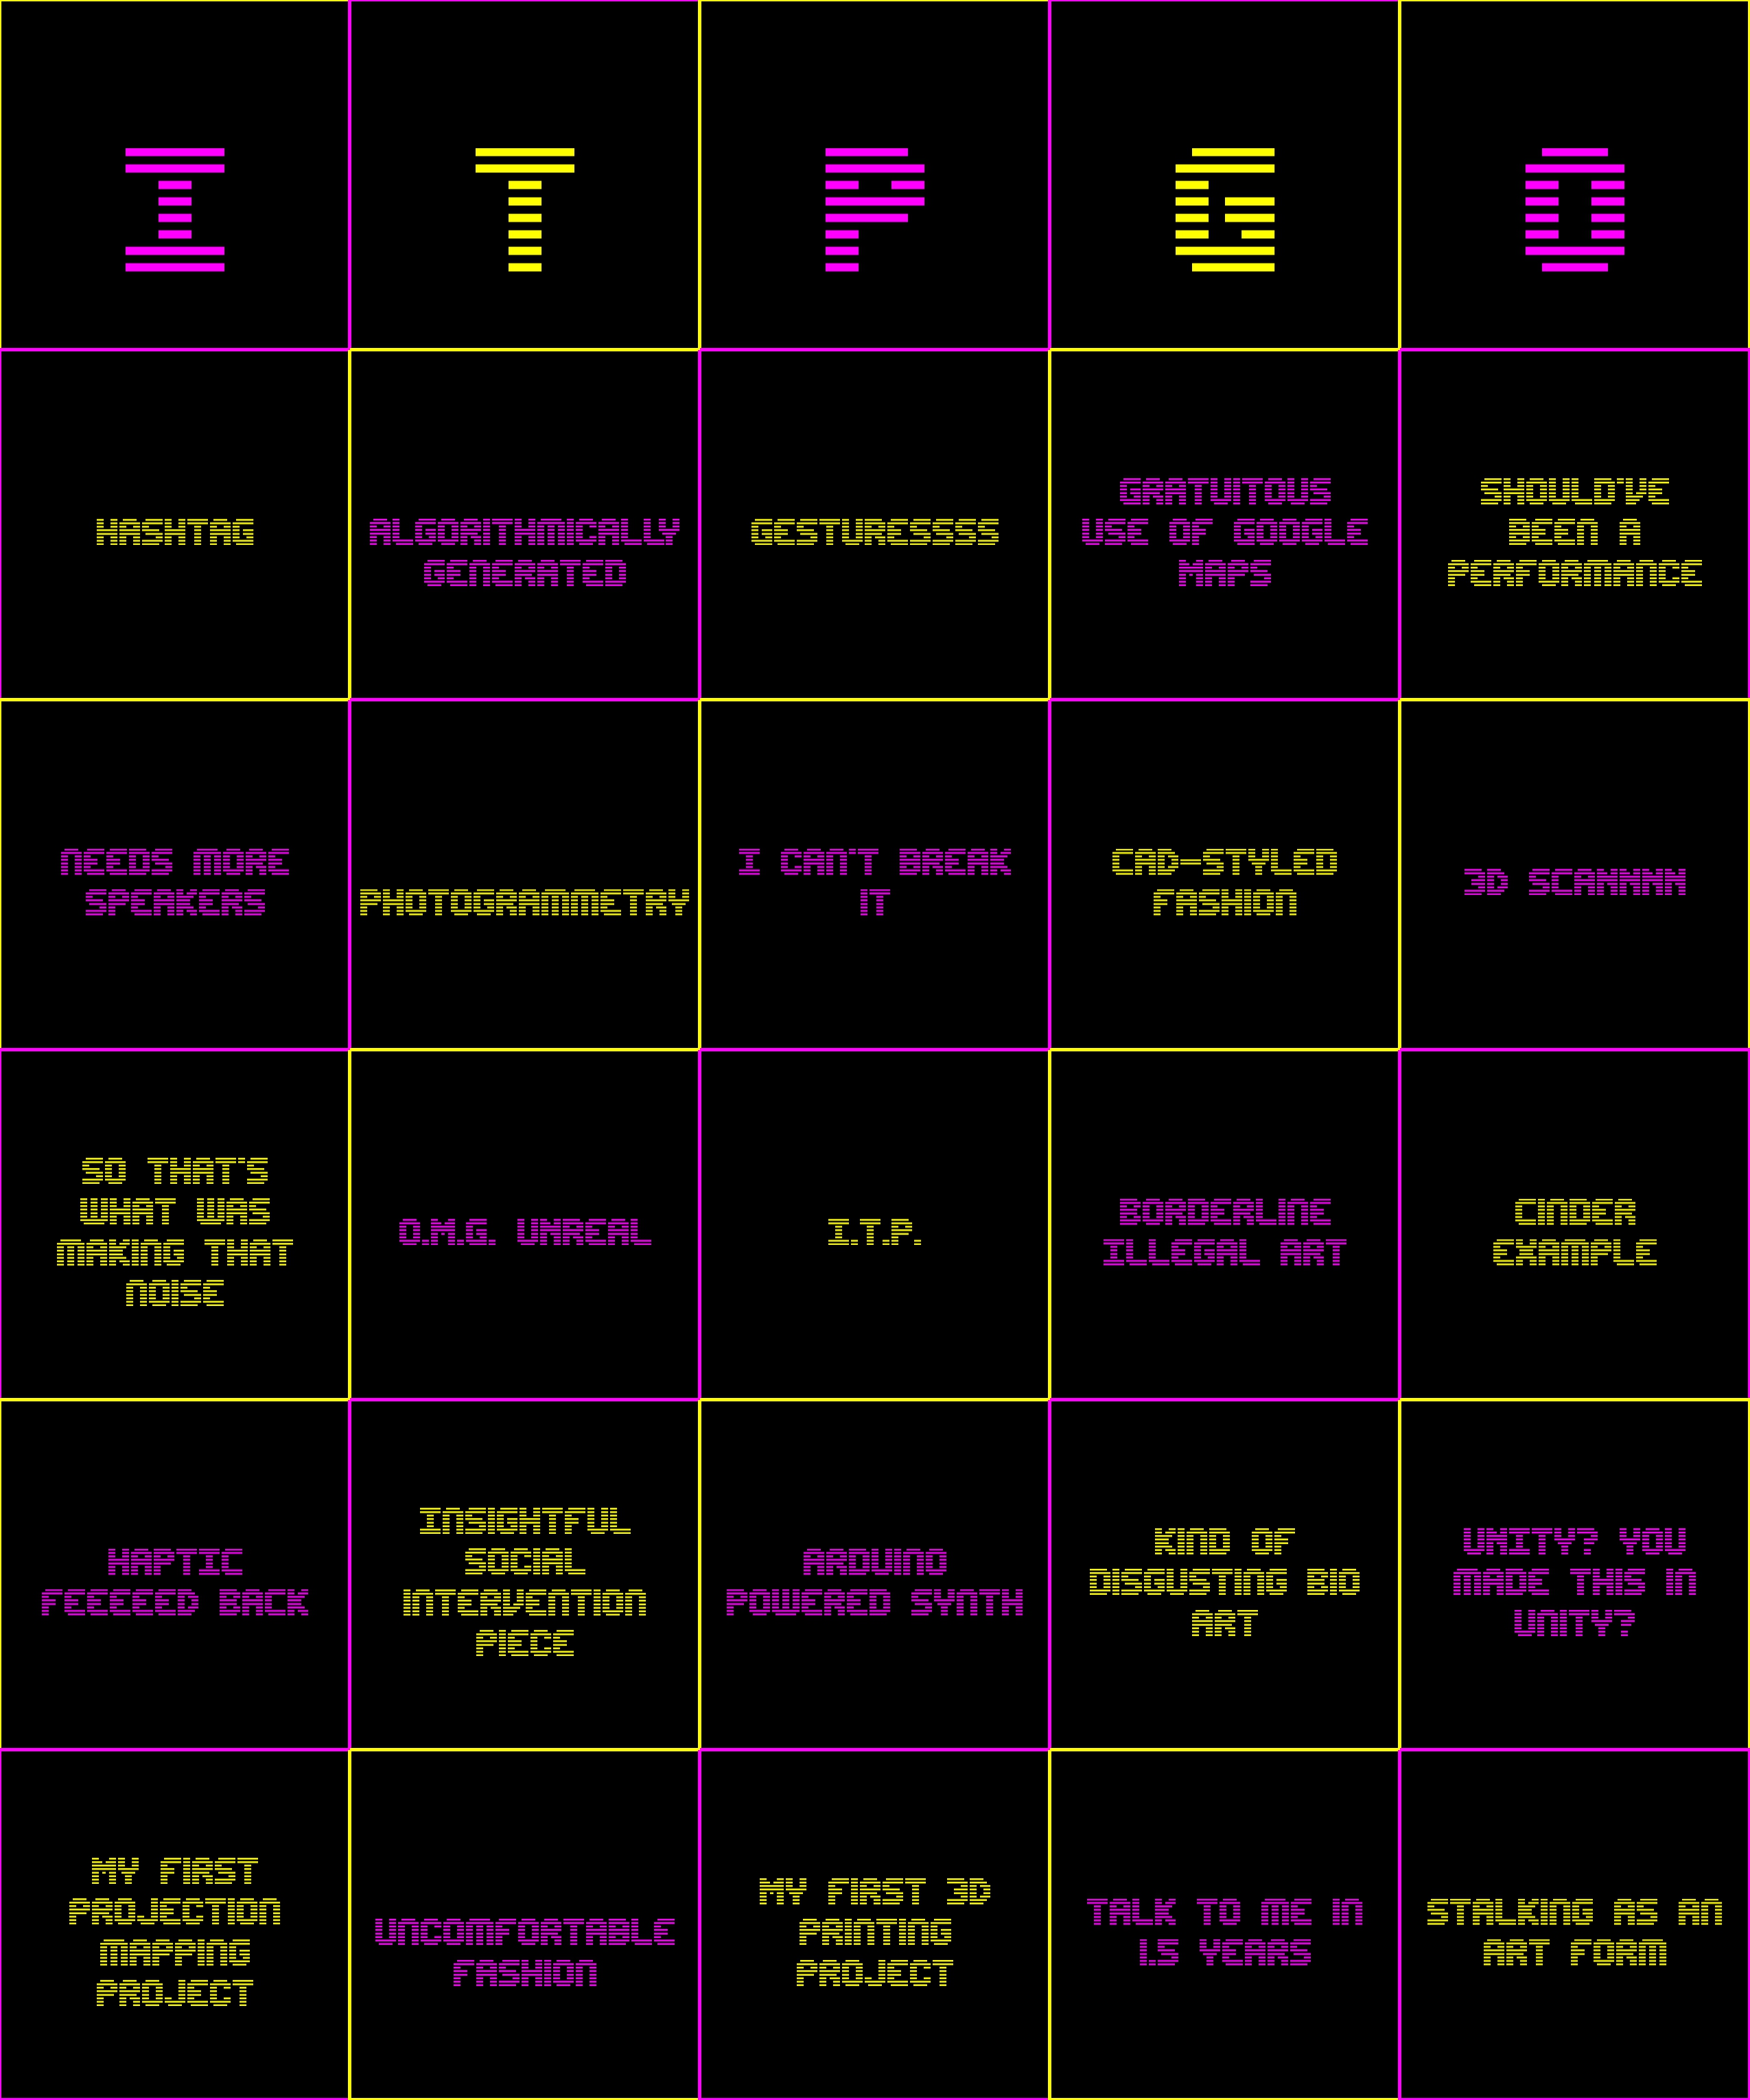 I
T
P
G
O
HASHTAG
ALGORITHMICALLY
GENERATED
GESTURESSSS
GRATUITOUS
USE OF GOOGLE
MAPS
SHOULD'VE
BEEN A
PERFORMANCE
NEEDS MORE
SPEAKERS
PHOTOGRAMMETRY
I CAN'T BREAK
IT
CAD-STYLED
FASHION
3D SCANNNN
SO THAT'S
WHAT WAS
MAKING THAT
NOISE
O.M.G. UNREAL
I.T.P.
BORDERLINE
ILLEGAL ART
CINDER
EXAMPLE
HAPTIC
FEEEEED BACK
INSIGHTFUL
SOCIAL
INTERVENTION
PIECE
ARDUINO
POWERED SYNTH
KIND OF
DISGUSTING BIO
ART
UNITY? YOU
MADE THIS IN
UNITY?
MY FIRST
PROJECTION
MAPPING
PROJECT
UNCOMFORTABLE
FASHION
MY FIRST 3D
PRINTING
PROJECT
TALK TO ME IN
1.5 YEARS
STALKING AS AN
ART FORM